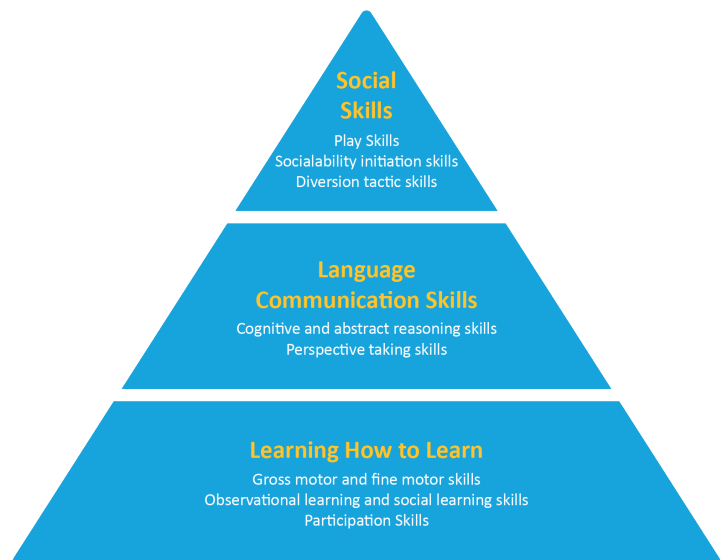 Social
Skills
Play Skills
Socialability initiation skills
Diversion tactic skills
Language
Communication Skills
Cognitive and abstract reasoning skills
Perspective taking skills
Learning How to Learn
Gross motor and fine motor skills
Observational learning and social learning skills
Participation Skills